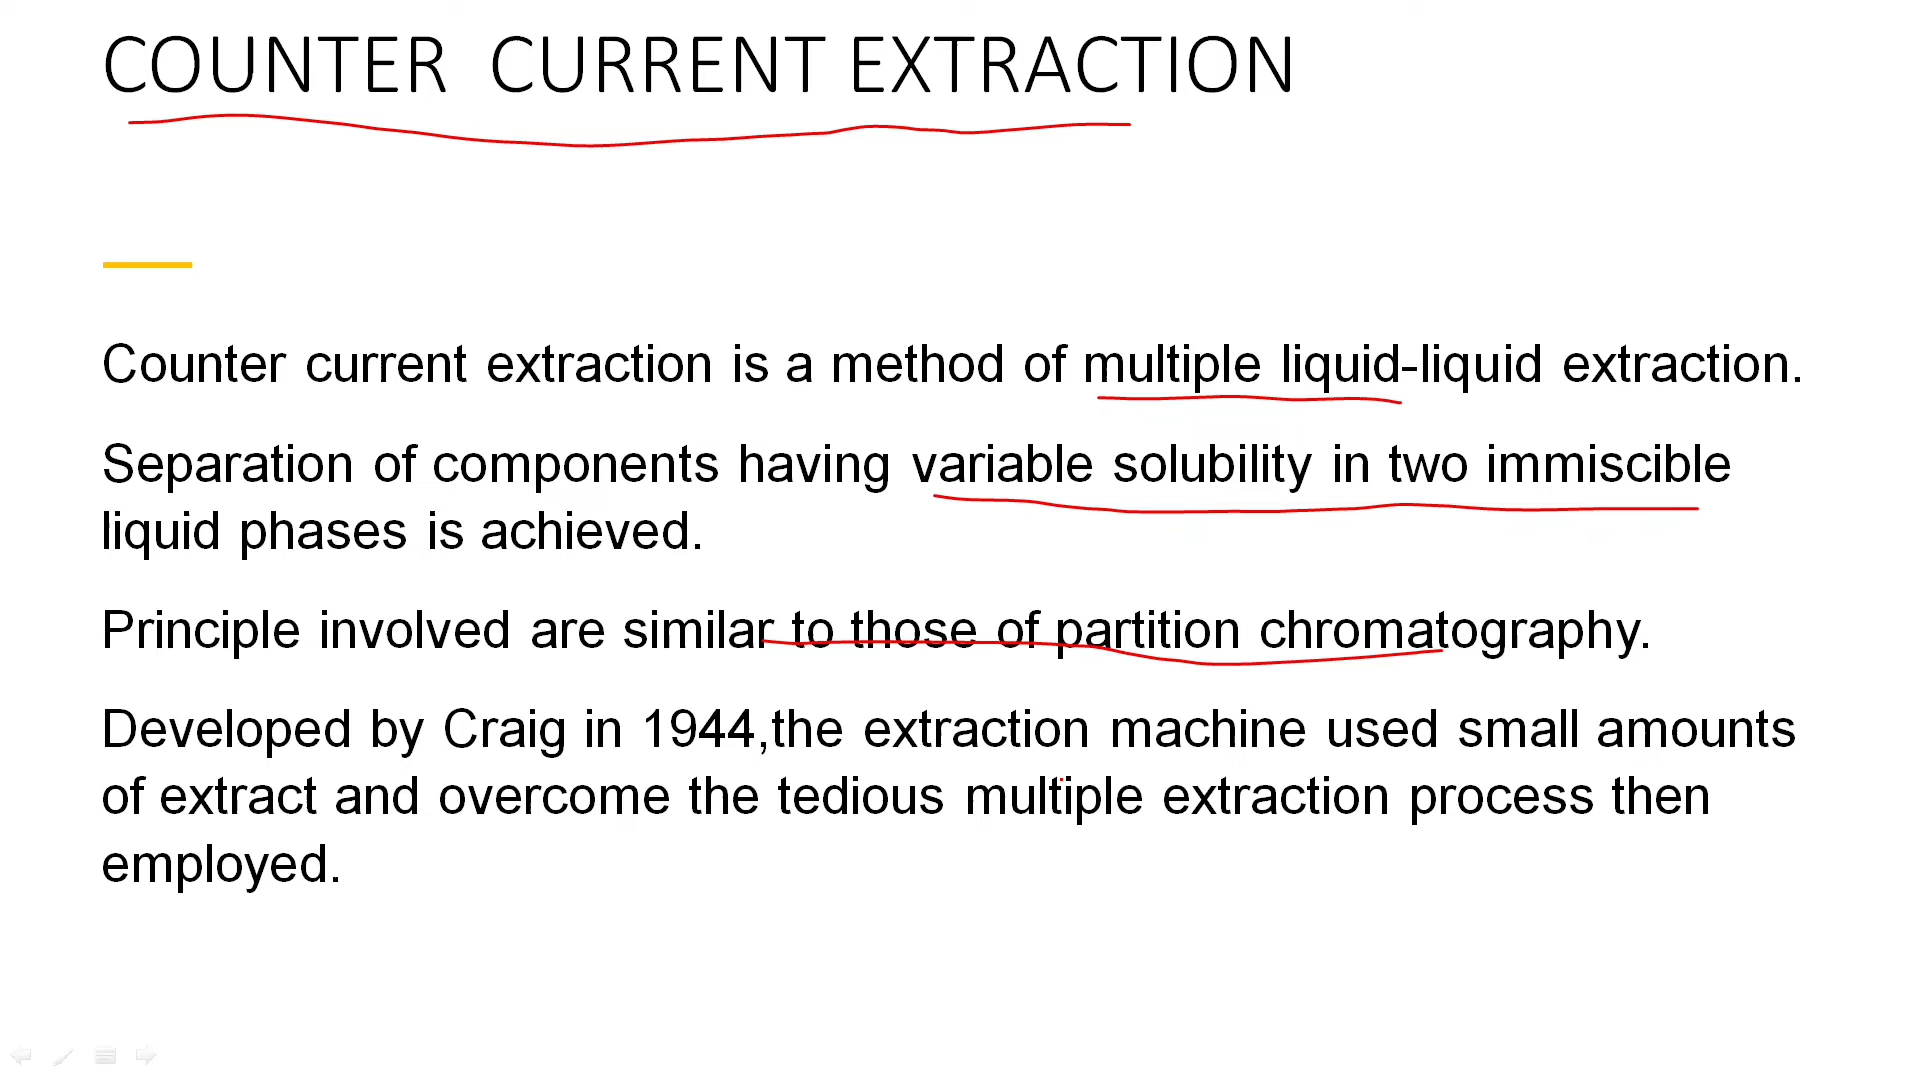 COUNTER  CURRENT EXTRACTION
Counter current extraction is a method of multiple liquid-liquid extraction.
Separation of components having variable solubility in two immiscible
liquid phases is achieved.
Principle involved are similar to those of partition chromatography.
Developed by Craig in 1944,the extraction machine used small amounts
of extract and overcome the tedious multiple extraction process then
employed.